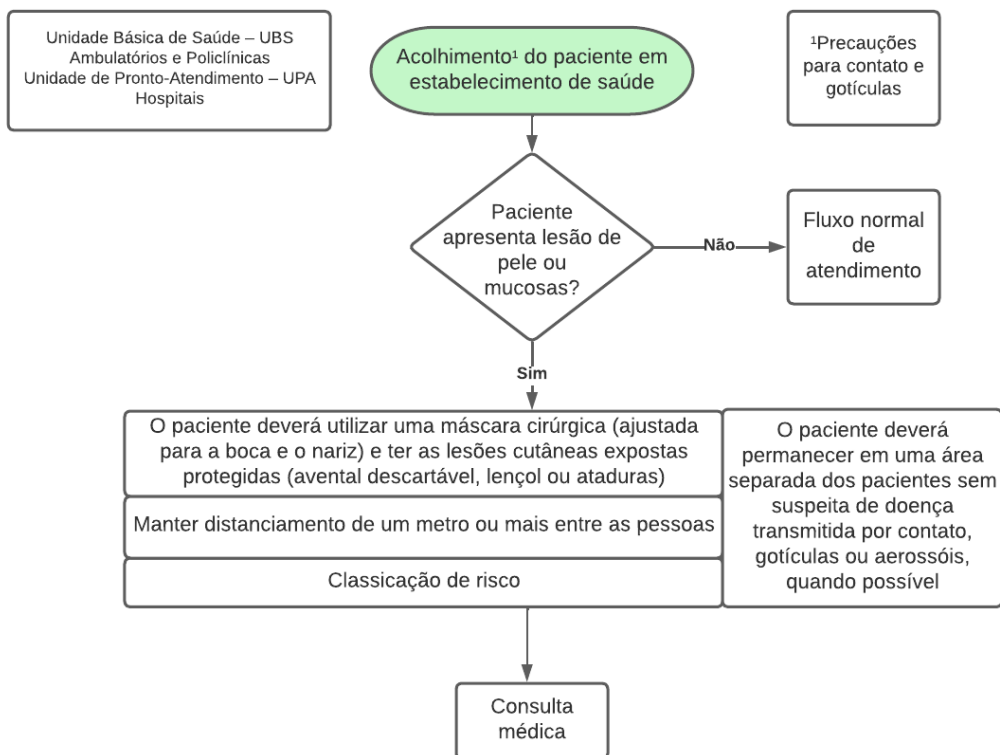 Unidade Básica de Saúde – UBS
Ambulatórios e Policlínicas
Unidade de Pronto-Atendimento – UPA
Hospitais
Acolhimento¹ do paciente em
estabelecimento de saúde
¹Precauções
para contato e
gotículas
Paciente
apresenta lesão de
pele ou
mucosas?
Não
Fluxo normal
de
atendimento
Sim
O paciente deverá utilizar uma máscara cirúrgica (ajustada
para a boca e o nariz) e ter as lesões cutâneas expostas
protegidas (avental descartável, lençol ou ataduras)
Manter distanciamento de um metro ou mais entre as pessoas
Classicação de risco
O paciente deverá
permanecer em uma área
separada dos pacientes sem
suspeita de doença
transmitida por contato,
gotículas ou aerossóis,
quando possível
Consulta
médica